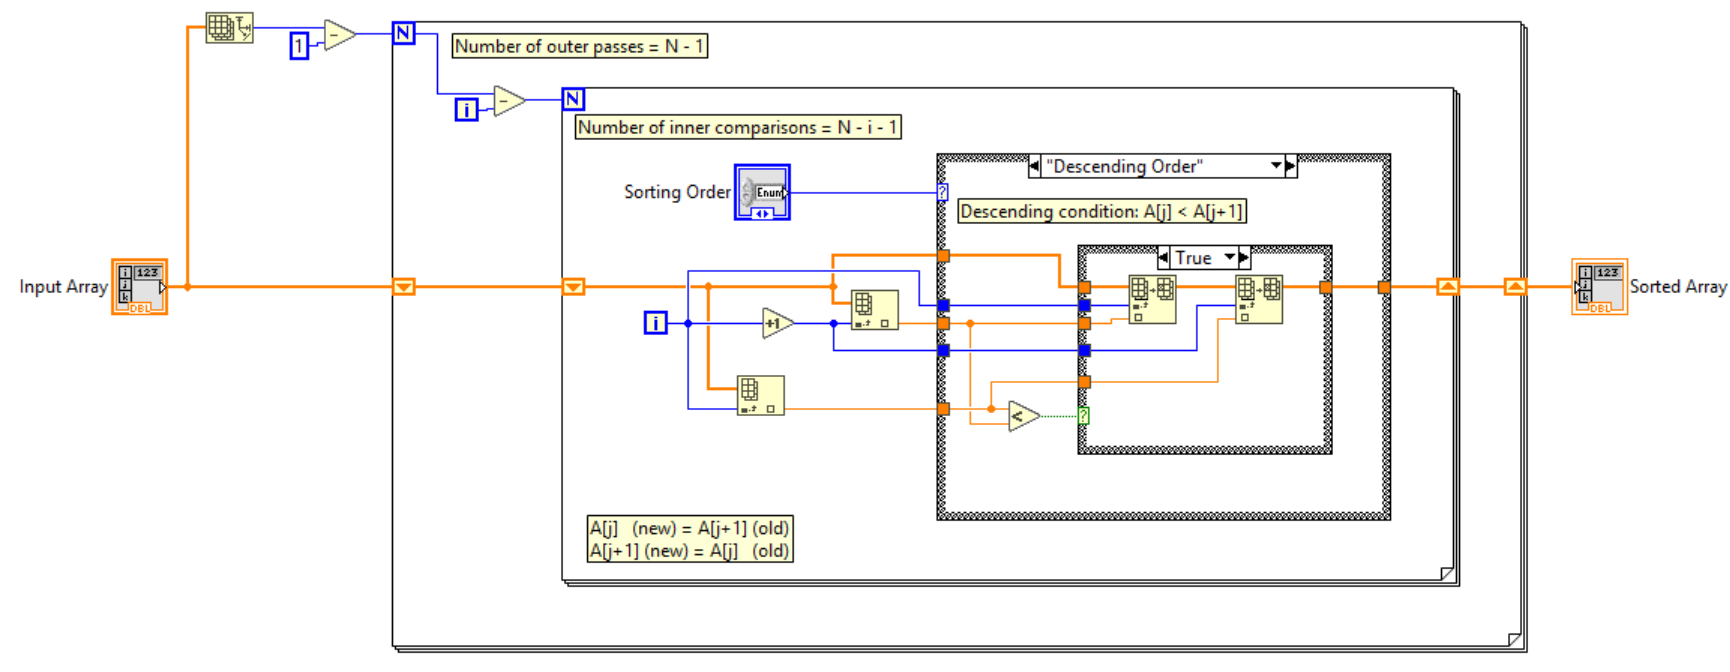 N
1
Number of outer passes = N - 1
i
N
Number of inner comparisons = N - i - 1
"Descending Order"
Sorting Order
Enum
?
Descending condition: A[j] < A[j+1]
True
Input Array
i
j
k
123
DBL
i
+1
<
?
i
j
k
123
DBL
Sorted Array
A[j] (new) = A[j+1] (old)
A[j+1] (new) = A[j] (old)